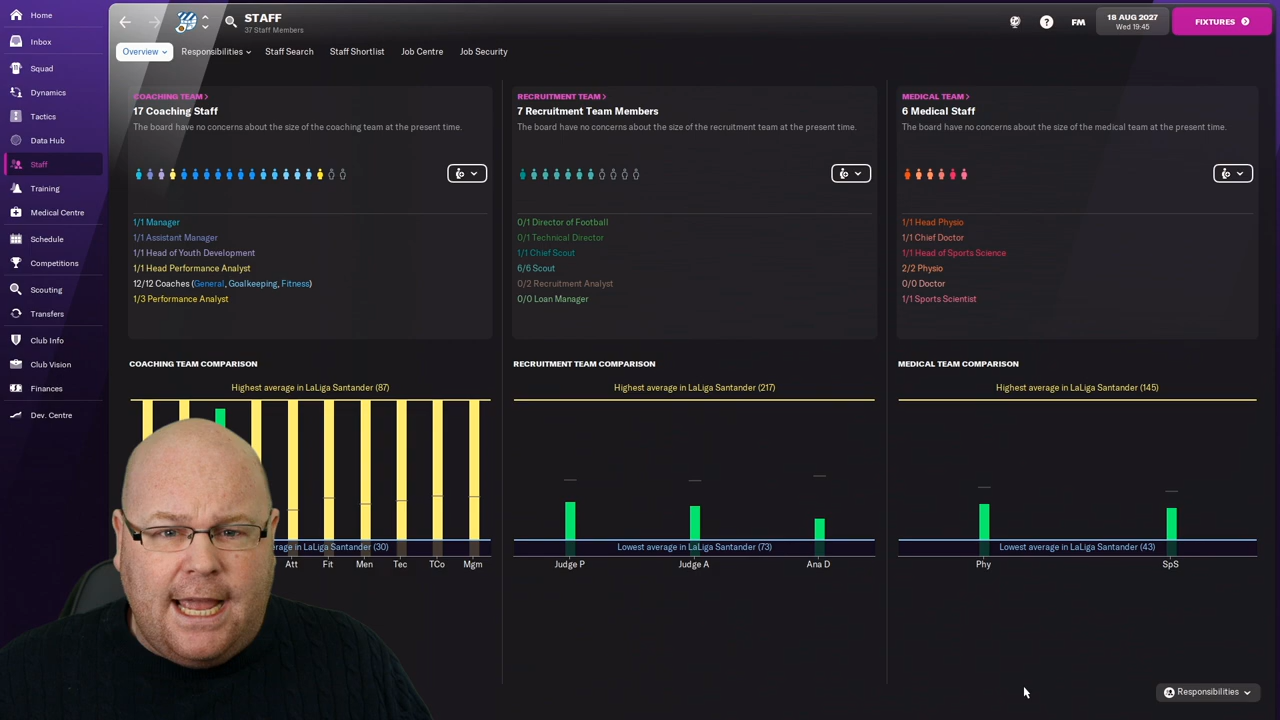 Home
Inbox
Squad
Dynamics
Tactics
Data Hub
Staff
Training
Medical Centre
Schedule
Competitions
Scouting
Transfers
Club Info
Club Vision
Finances
Dev. Centre
STAFF
37 Staff Members
FM
18 AUG 2027
Wed 19:45
FIXTURES
Overview
Responsibilities
Staff Search
Staff Shortlist
Job Centre
Job Security
COACHING TEAM >
17 Coaching Staff
The board have no concerns about the size of the coaching team at the present time.
1/1 Manager
1/1 Assistant Manager
1/1 Head of Youth Development
1/1 Head Performance Analyst
12/12 Coaches (General, Goalkeeping, Fitness)
1/3 Performance Analyst
RECRUITMENT TEAM >
7 Recruitment Team Members
The board have no concerns about the size of the recruitment team at the present time.
0/1 Director of Football
0/1 Technical Director
1/1 Chief Scout
6/6 Scout
0/2 Recruitment Analyst
0/0 Loan Manager
MEDICAL TEAM >
6 Medical Staff
The board have no concerns about the size of the medical team at the present time.
1/1 Head Physio
1/1 Chief Doctor
1/1 Head of Sports Science
2/2 Physio
0/0 Doctor
1/1 Sports Scientist
COACHING TEAM COMPARISON
Highest average in LaLiga Santander (87)
in LaLiga Santander (30)
Att Fit Men Tec TCo Mgm
RECRUITMENT TEAM COMPARISON
Highest average in LaLiga Santander (217)
Lowest average in LaLiga Santander (73)
Judge P Judge A Ana D
MEDICAL TEAM COMPARISON
Highest average in LaLiga Santander (145)
Lowest average in LaLiga Santander (43)
Phy SpS
Responsibilities